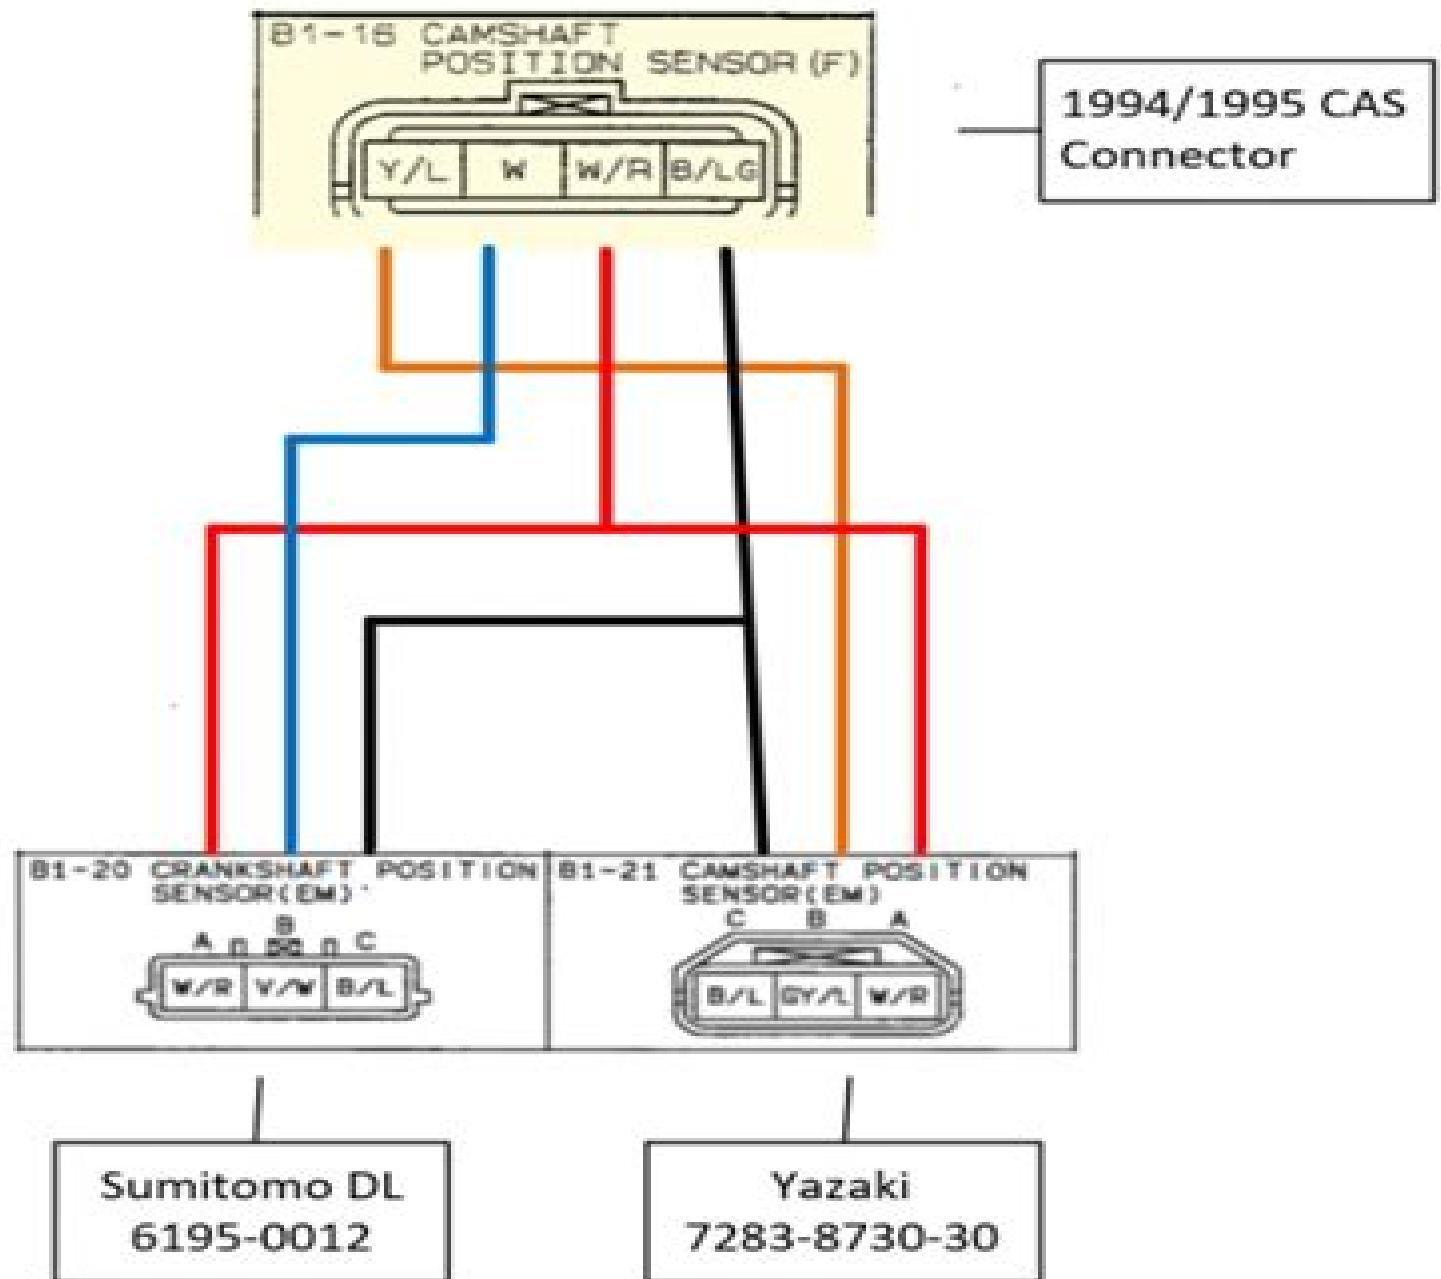 B1-16 CAMSHAFT
POSITION SENSOR (F)
Y/L W W/R B/LG
1994/1995 CAS
Connector
B1-20 CRANKSHAFT POSITION
SENSOR(EM)
A B C
W/R V/W B/L
B1-21 CAMSHAFT POSITION
SENSOR(EM)
C B A
B/L GY/L W/R
Sumitomo DL
6195-0012
Yazaki
7283-8730-30